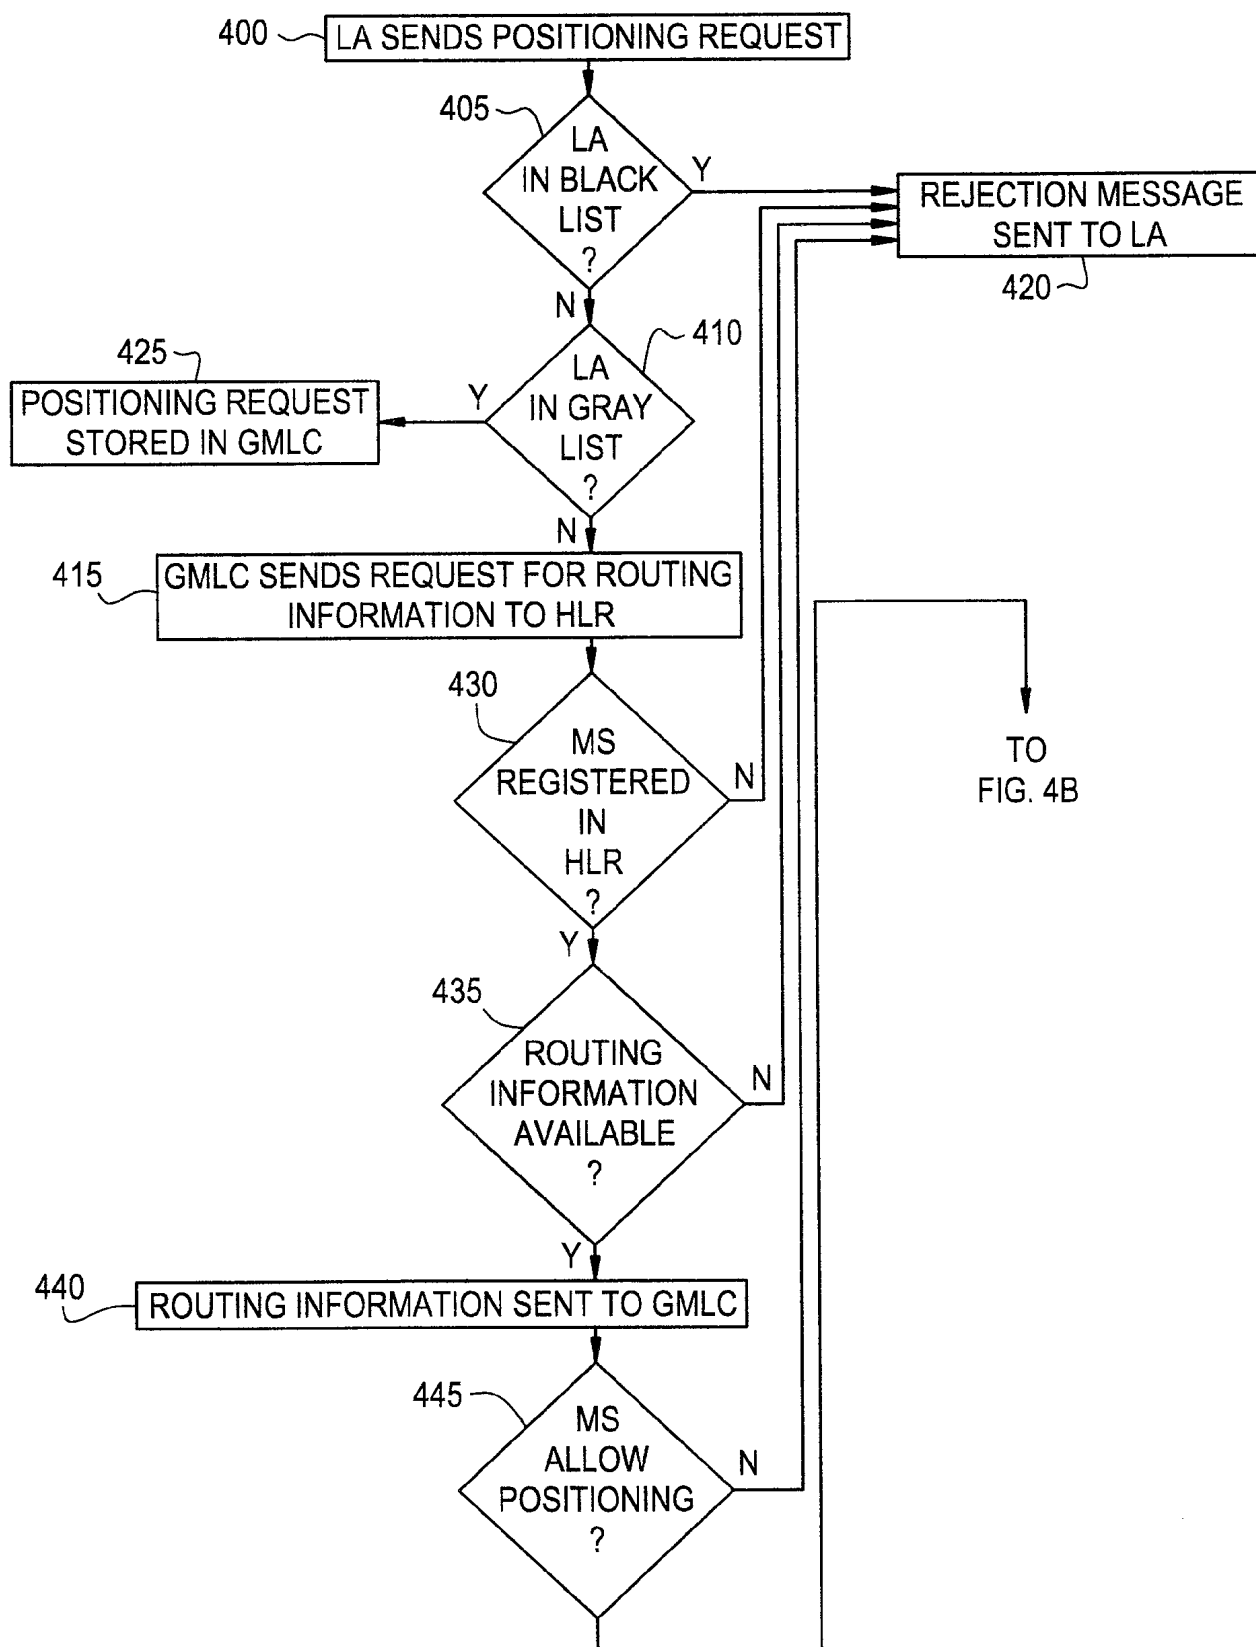 400
LA SENDS POSITIONING REQUEST
405
LA
IN BLACK
LIST
?
Y
REJECTION MESSAGE
SENT TO LA
420
N
410
LA
IN GRAY
LIST
?
Y
425
POSITIONING REQUEST
STORED IN GMLC
N
415
GMLC SENDS REQUEST FOR ROUTING
INFORMATION TO HLR
430
MS
REGISTERED
IN
HLR
?
N
TO
FIG. 4B
Y
435
ROUTING
INFORMATION
AVAILABLE
?
N
Y
440
ROUTING INFORMATION SENT TO GMLC
445
MS
ALLOW
POSITIONING
?
N